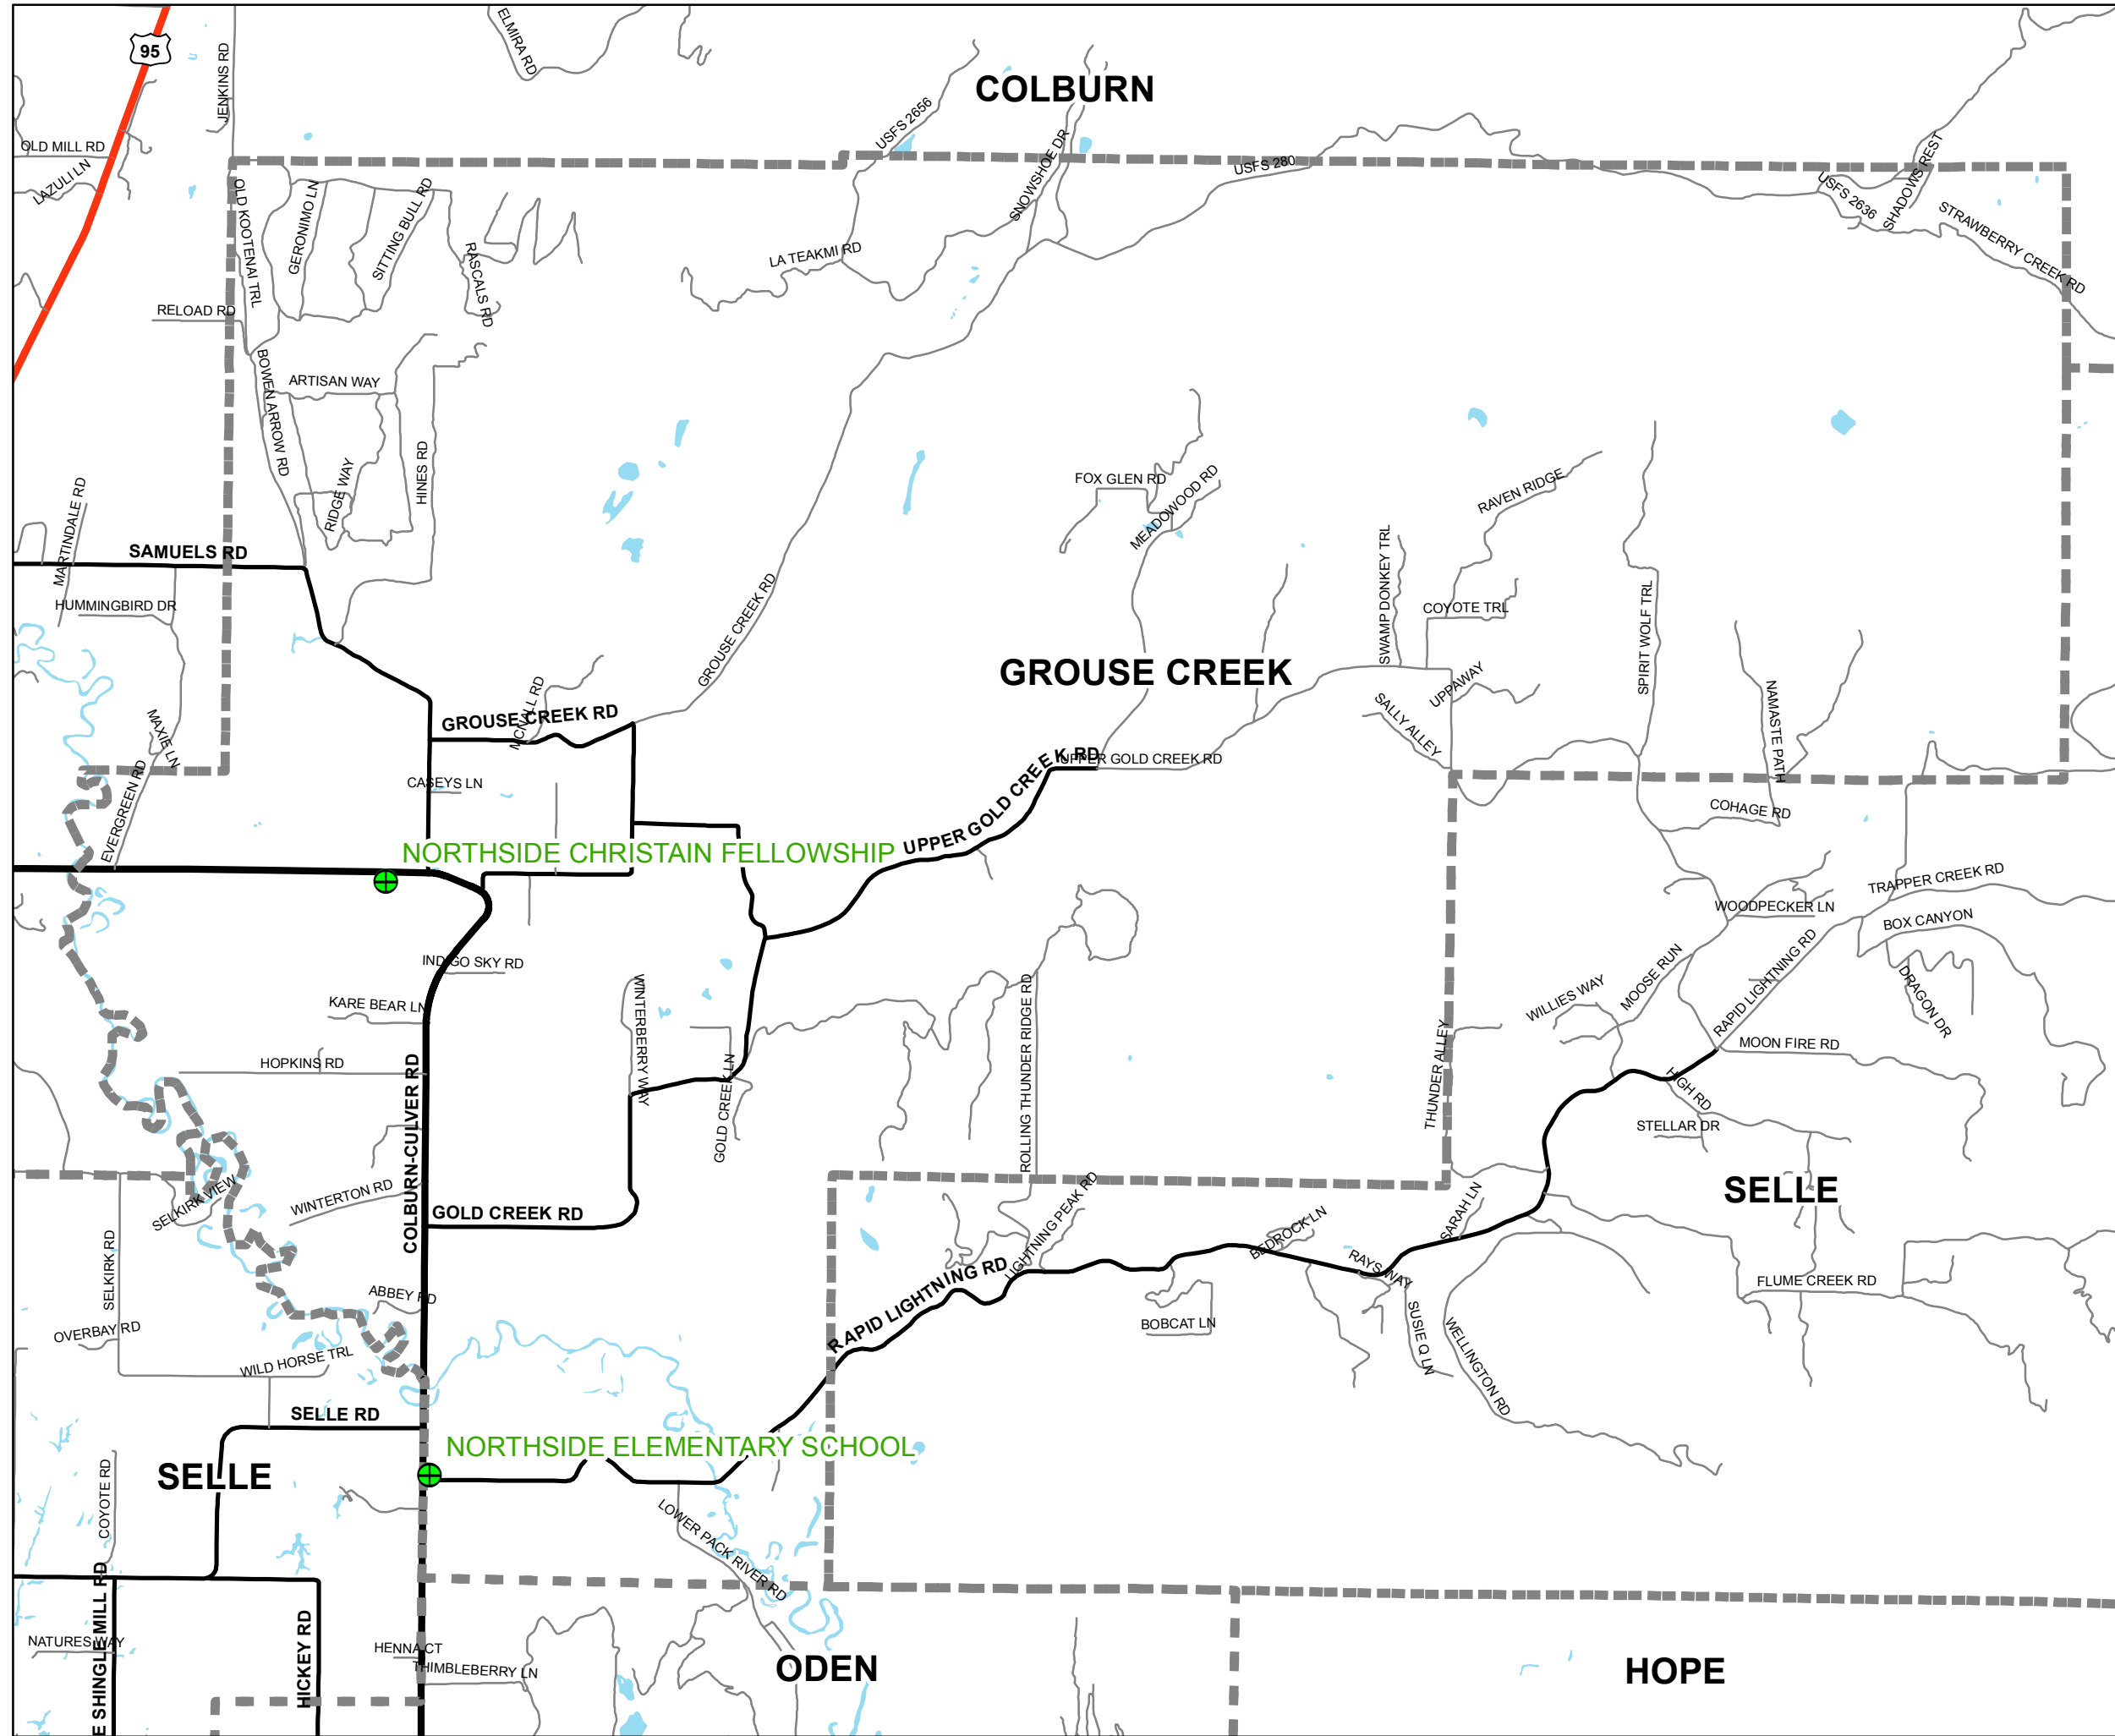 ELMIRA RD
95
JENKINS RD
COLBURN
USFS 2656
OLD MILL RD
LAZULI LN
SNOWSHOE DR
USFS 280
SHADOWS REST
USFS 2636
STRAWBERRY CREEK RD
OLD KOOTENAI TRL
GERONIMO LN
SITTING BULL RD
RASCALS RD
LA TEAKMI RD
RELOAD RD
BOWEN ARROW RD
ARTISAN WAY
HINES RD
RIDGE WAY
MARTINDALE RD
FOX GLEN RD
MEADOWOOD RD
RAVEN RIDGE
SAMUELS RD
SWAMP DONKEY TRL
COYOTE TRL
SPIRIT WOLF TRL
HUMMINGBIRD DR
GROUSE CREEK RD
GROUSE CREEK
UPPAWAY
SALLY ALLEY
NAMASTE PATH
MCNALL RD
GROUSE CREEK RD
MAXIE LN
EVERGREEN RD
CASEYS LN
UPPER GOLD CREEK RD
UPPER GOLD CREEK RD
COHAGE RD
NORTHSIDE CHRISTAIN FELLOWSHIP
TRAPPER CREEK RD
WOODPECKER LN
BOX CANYON
INDIGO SKY RD
WINTERBERRY WAY
ROLLING THUNDER RIDGE RD
WILLIES WAY
MOOSE RUN
RAPID LIGHTNING RD
DRAGON DR
KARE BEAR LN
HOPKINS RD
COLBURN-CULVER RD
GOLD CREEK LN
THUNDER ALLEY
MOON FIRE RD
HIGH RD
STELLAR DR
SELKIRK VIEW
WINTERTON RD
GOLD CREEK RD
LIGHTNING PEAK RD
BEDROCK LN
SARAH LN
SELLE
SELKIRK RD
ABBEY RD
RAPID LIGHTNING RD
RAYS WAY
FLUME CREEK RD
OVERBAY RD
WILD HORSE TRL
BOBCAT LN
SUSIE Q LN
WELLINGTON RD
SELLE RD
NORTHSIDE ELEMENTARY SCHOOL
SELLE
COYOTE RD
LOWER PACK RIVER RD
E SHINGLE MILL RD
HICKEY RD
NATURES WAY
HENNA CT
THIMBLEBERRY LN
ODEN
HOPE